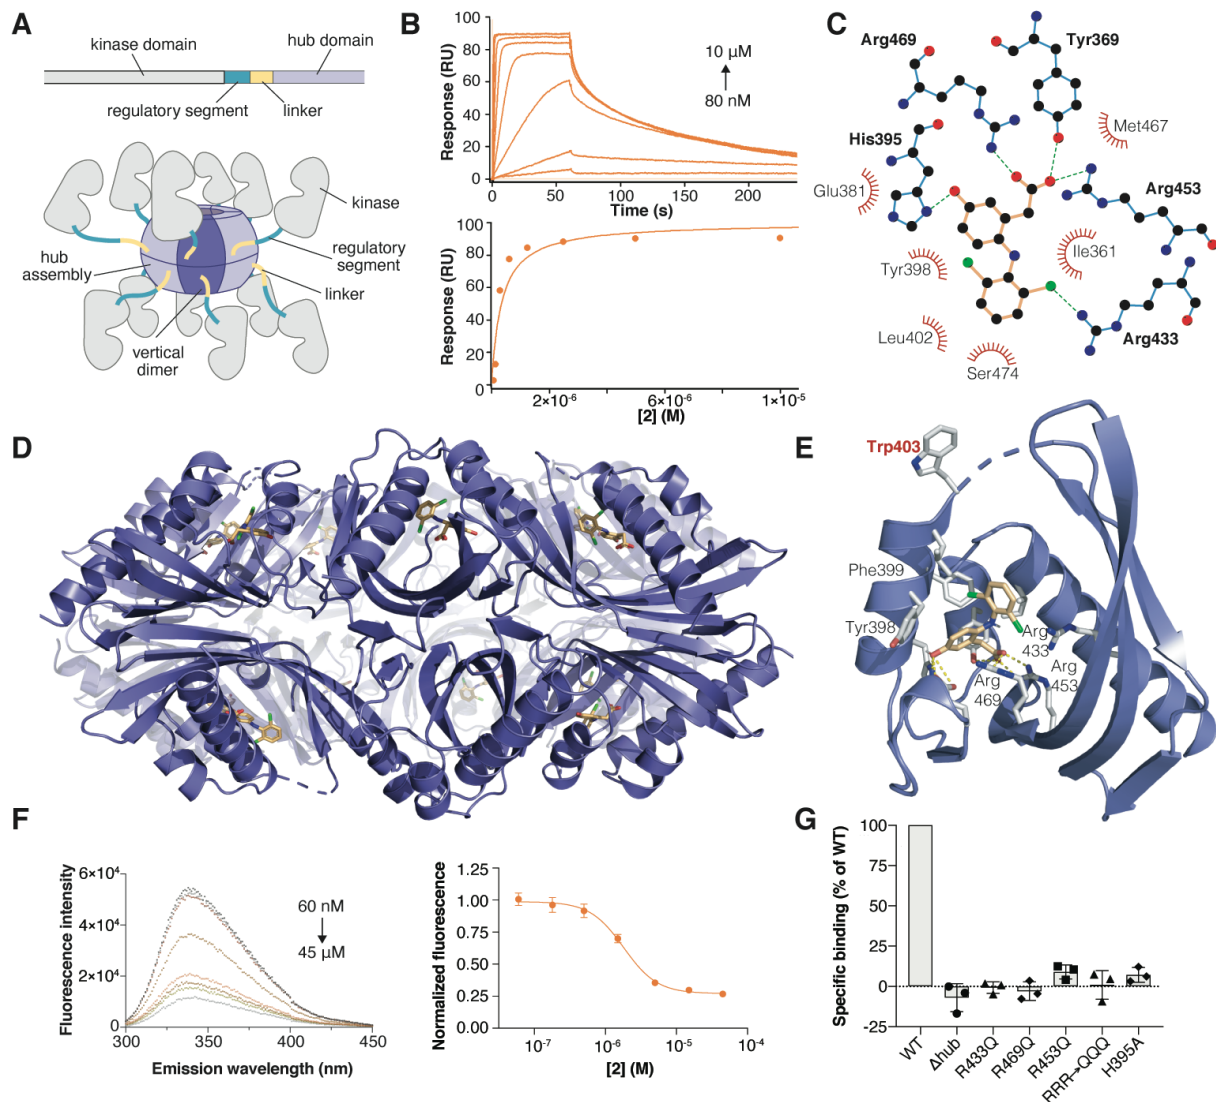 A
kinase domain
hub domain
regulatory segment
linker
kinase
regulatory
segment
linker
hub
assembly
vertical
dimer
B
Response (RU)
100
80
60
40
20
0
10 µM
80 nM
0
50
100
150
200
Time (s)
Response (RU)
100
80
60
40
20
0
2×10⁻⁶
6×10⁻⁶
1×10⁻⁵
[2] (M)
C
Arg469
Tyr369
Met467
His395
Glu381
Arg453
Ile361
Tyr398
Leu402
Arg433
Ser474
D
E
Trp403
Phe399
Tyr398
Arg
433
Arg
453
Arg
469
F
Fluorescence intensity
6×10⁴
4×10⁴
2×10⁴
0
60 nM
45 µM
300
350
400
450
Emission wavelength (nm)
Normalized fluorescence
1.25
1.00
0.75
0.50
0.25
0.00
10⁻⁷
10⁻⁶
10⁻⁵
10⁻⁴
[2] (M)
G
Specific binding (% of WT)
100
75
50
25
0
-25
WT
Δhub
R433Q
R469Q
R453Q
RRR→QQQ
H395A